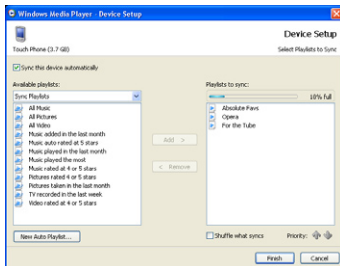 Windows Media Player - Device Setup
Device Setup
Touch Phone (3.7 GB)
Select Playlists to Sync
Sync this device automatically
Available playlists:
Sync Playlists
All Music
All Pictures
All Video
Music added in the last month
Music auto rated at 5 stars
Music played in the last month
Music played the most
Music rated at 4 or 5 stars
Pictures rated 4 or 5 stars
Pictures taken in the last month
TV recorded in the last week
Video rated at 4 or 5 stars
New Auto Playlist...
Add >
< Remove
Playlists to sync:
10% full
Absolute Favs
Opera
For the Tube
Shuffle what syncs
Priority:
Finish
Cancel